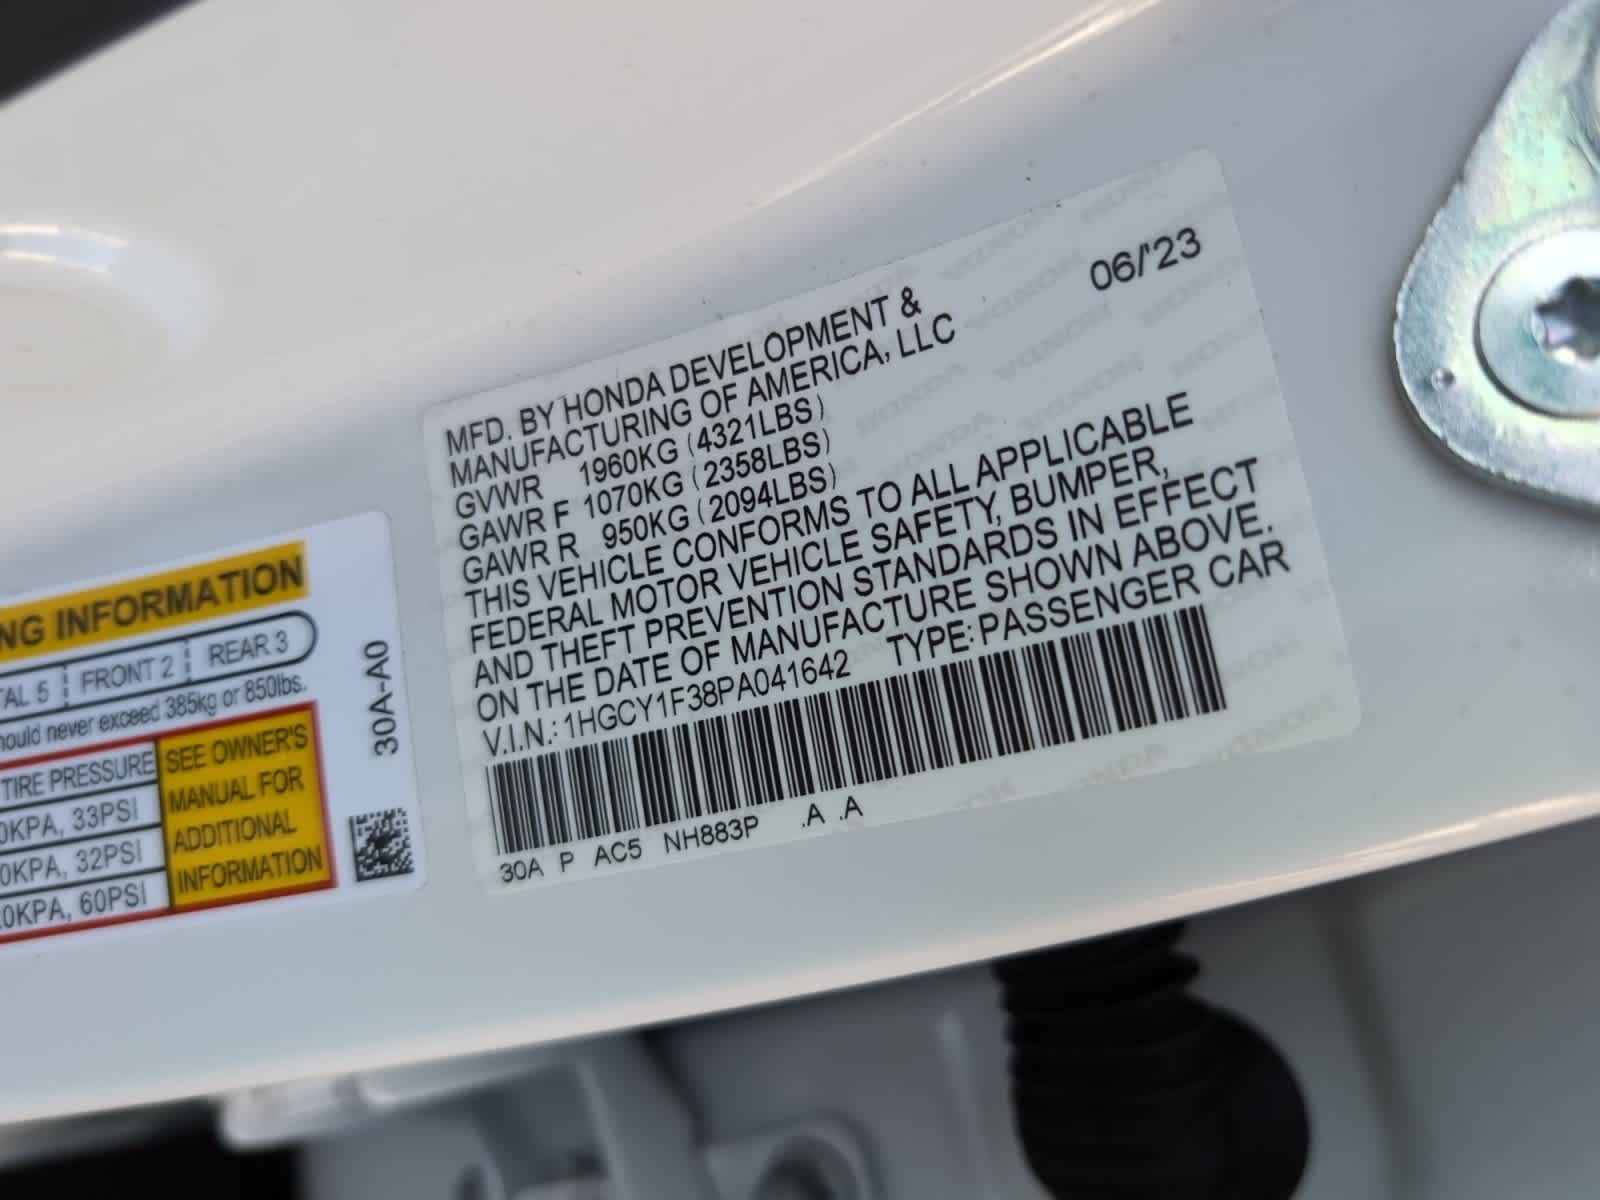 MFD. BY HONDA DEVELOPMENT &
MANUFACTURING OF AMERICA, LLC
06/'23
GVWR 1960KG (4321LBS)
GAWR F 1070KG (2358LBS)
GAWR R 950KG (2094LBS)
THIS VEHICLE CONFORMS TO ALL APPLICABLE
FEDERAL MOTOR VEHICLE SAFETY, BUMPER,
AND THEFT PREVENTION STANDARDS IN EFFECT
ON THE DATE OF MANUFACTURE SHOWN ABOVE.
V.I.N.: 1HGCY1F38PA041642 TYPE: PASSENGER CAR
30A P AC5 NH883P .A .A
INFORMATION
5 FRONT 2 REAR 3
never exceed 385kg or 850lbs.
TIRE PRESSURE
33PSI
32PSI
60PSI
SEE OWNER'S
MANUAL FOR
ADDITIONAL
INFORMATION
30A-A0